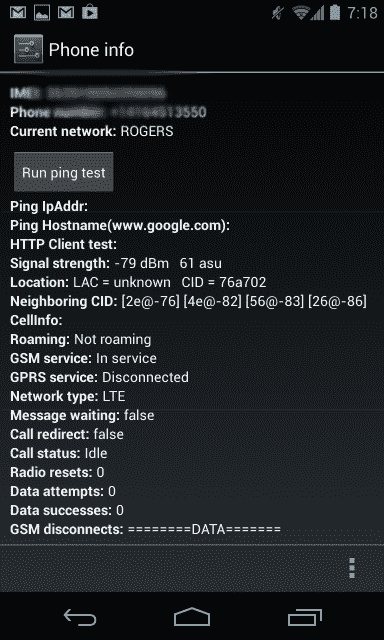 7:18
Phone info
IMEI:
Phone number:
Current network: ROGERS
Run ping test
Ping IpAddr:
Ping Hostname(www.google.com):
HTTP Client test:
Signal strength: -79 dBm 61 asu
Location: LAC = unknown CID = 76a702
Neighboring CID: [2e@-76] [4e@-82] [56@-83] [26@-86]
CellInfo:
Roaming: Not roaming
GSM service: In service
GPRS service: Disconnected
Network type: LTE
Message waiting: false
Call redirect: false
Call status: Idle
Radio resets: 0
Data attempts: 0
Data successes: 0
GSM disconnects: ========DATA=======